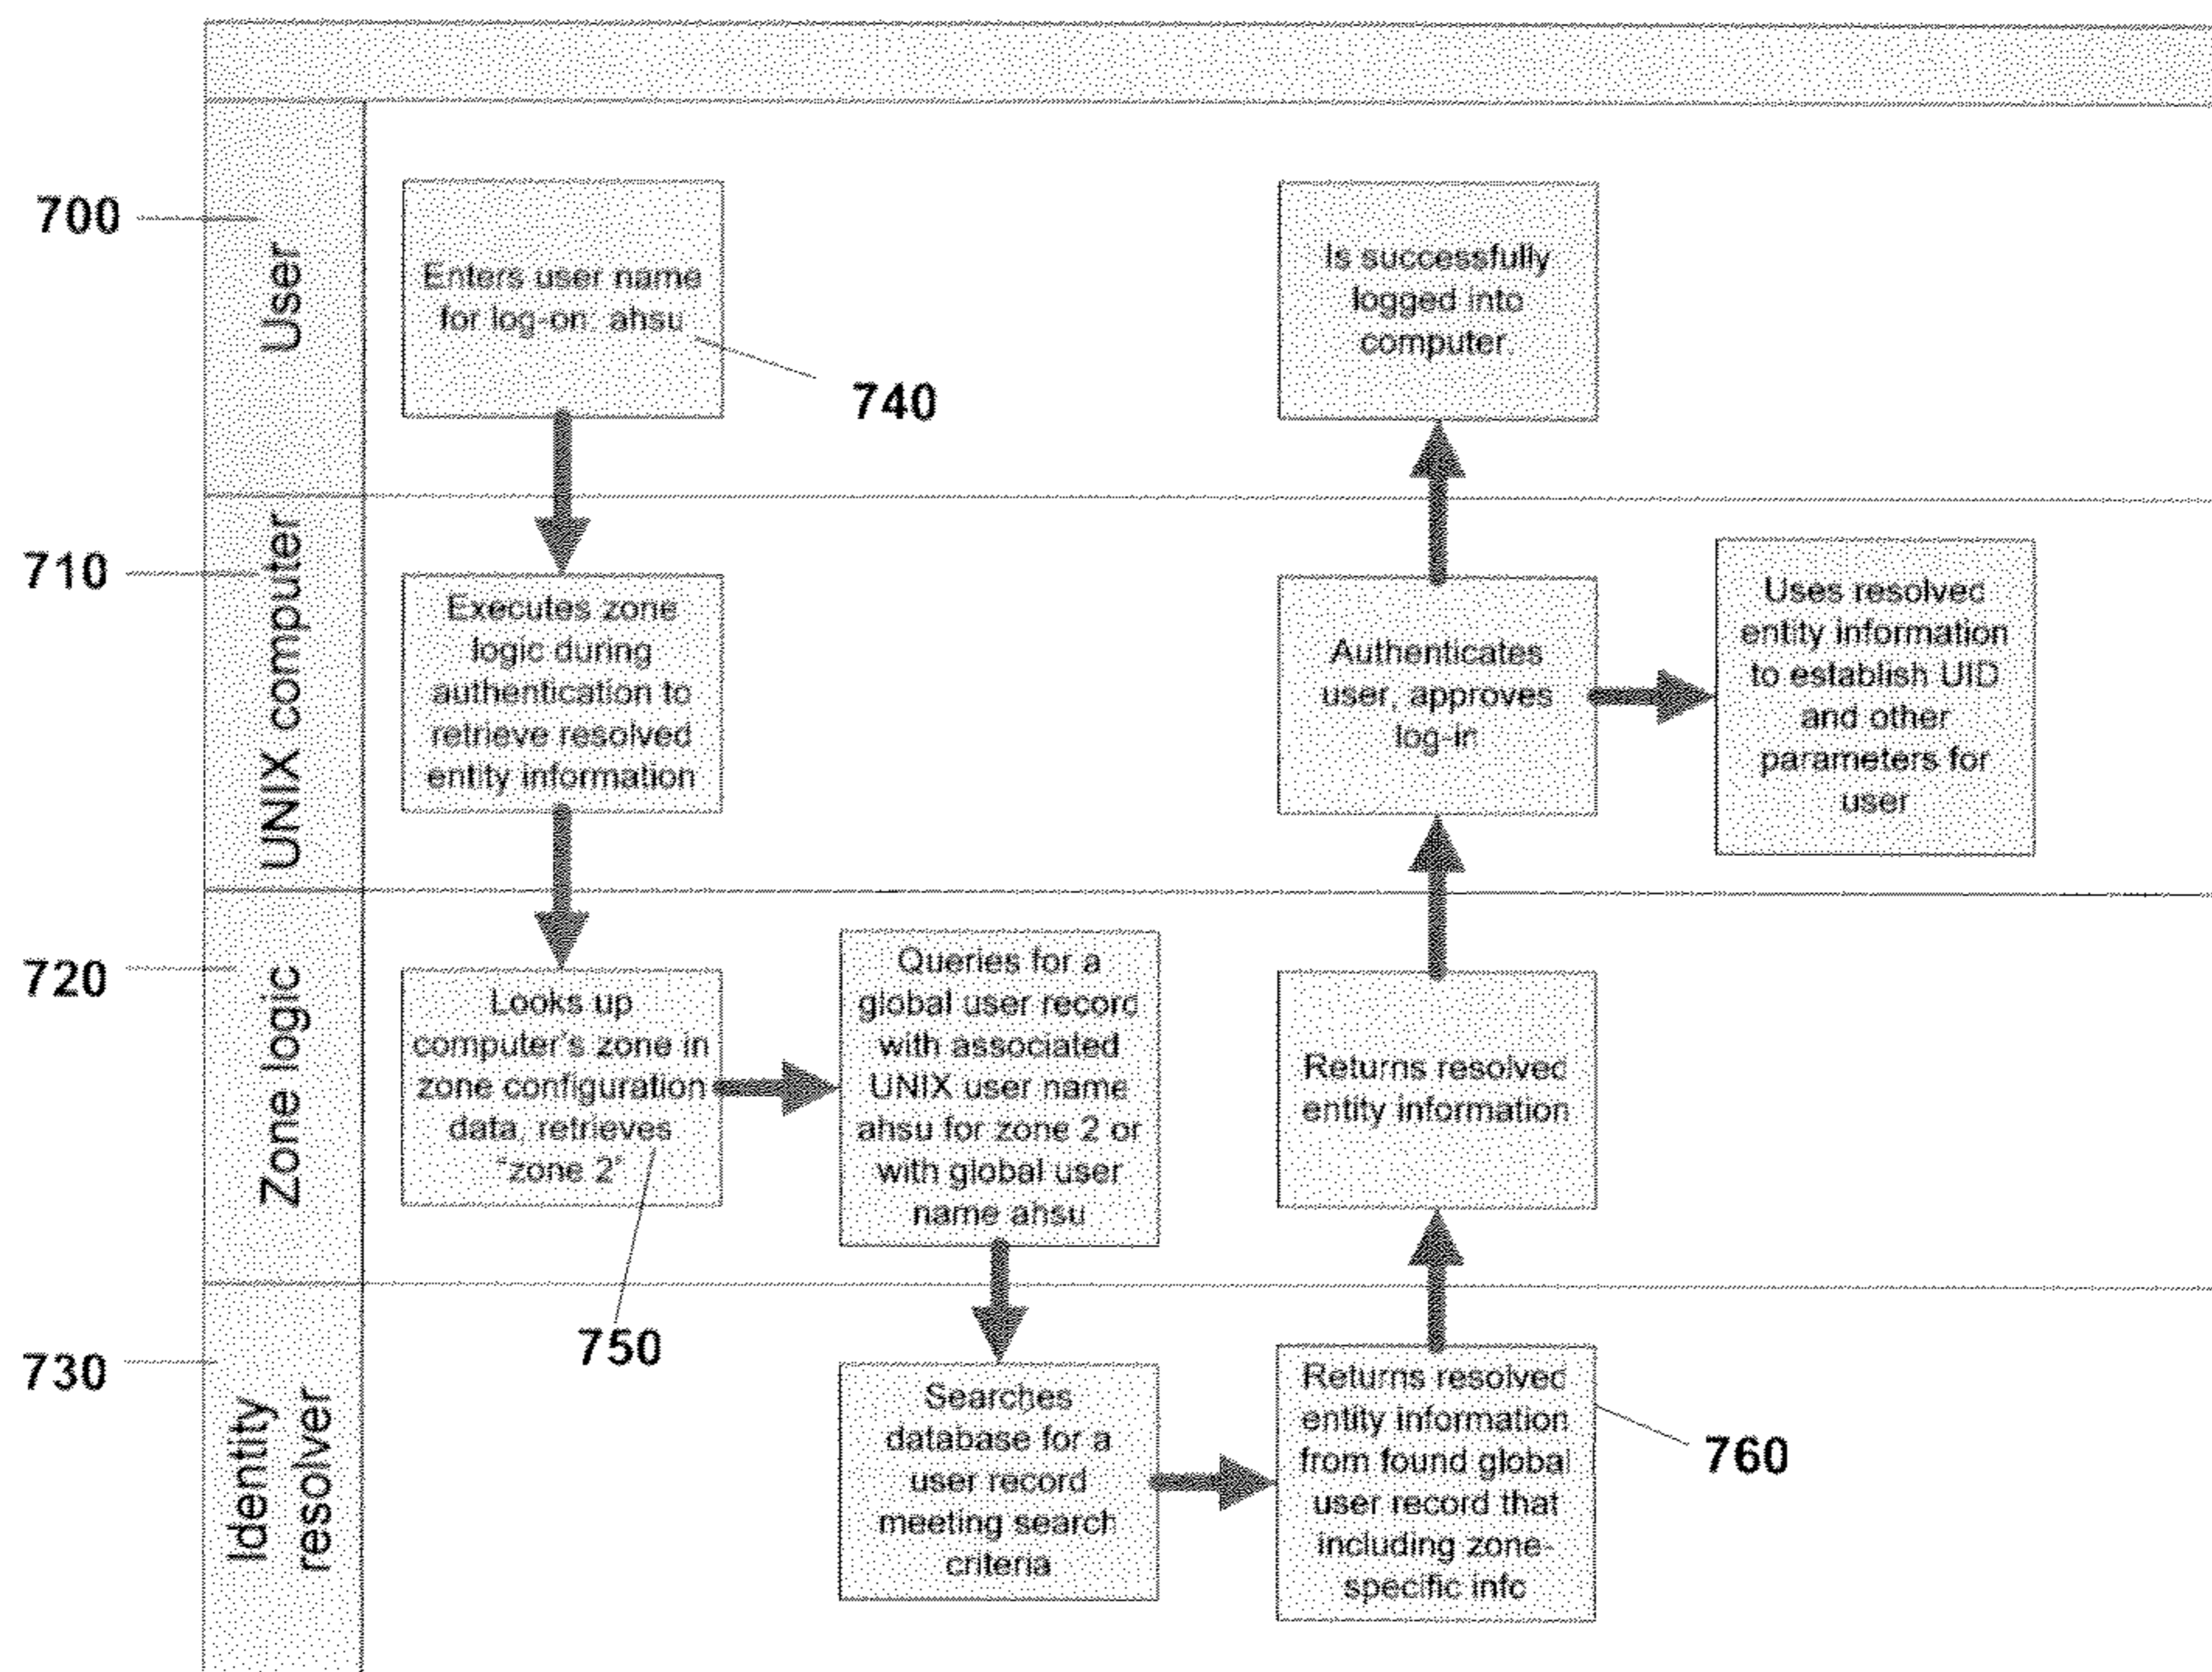 700
User
Enters user name
for log-on: ahsu
740
Is successfully
logged into
computer.
710
UNIX computer
Executes zone
logic during
authentication to
retrieve resolved
entity information
Authenticates
user, approves
log-in
Uses resolved
entity information
to establish UID
and other
parameters for
user
720
Zone logic
Looks up
computer's zone in
zone configuration
data, retrieves
"zone 2"
750
Queries for a
global user record
with associated
UNIX user name
ahsu for zone 2 or
with global user
name ahsu
Returns resolved
entity information
730
Identity
resolver
Searches
database for a
user record
meeting search
criteria
Returns resolved
entity information
from found global
user record that
including zone-
specific info
760